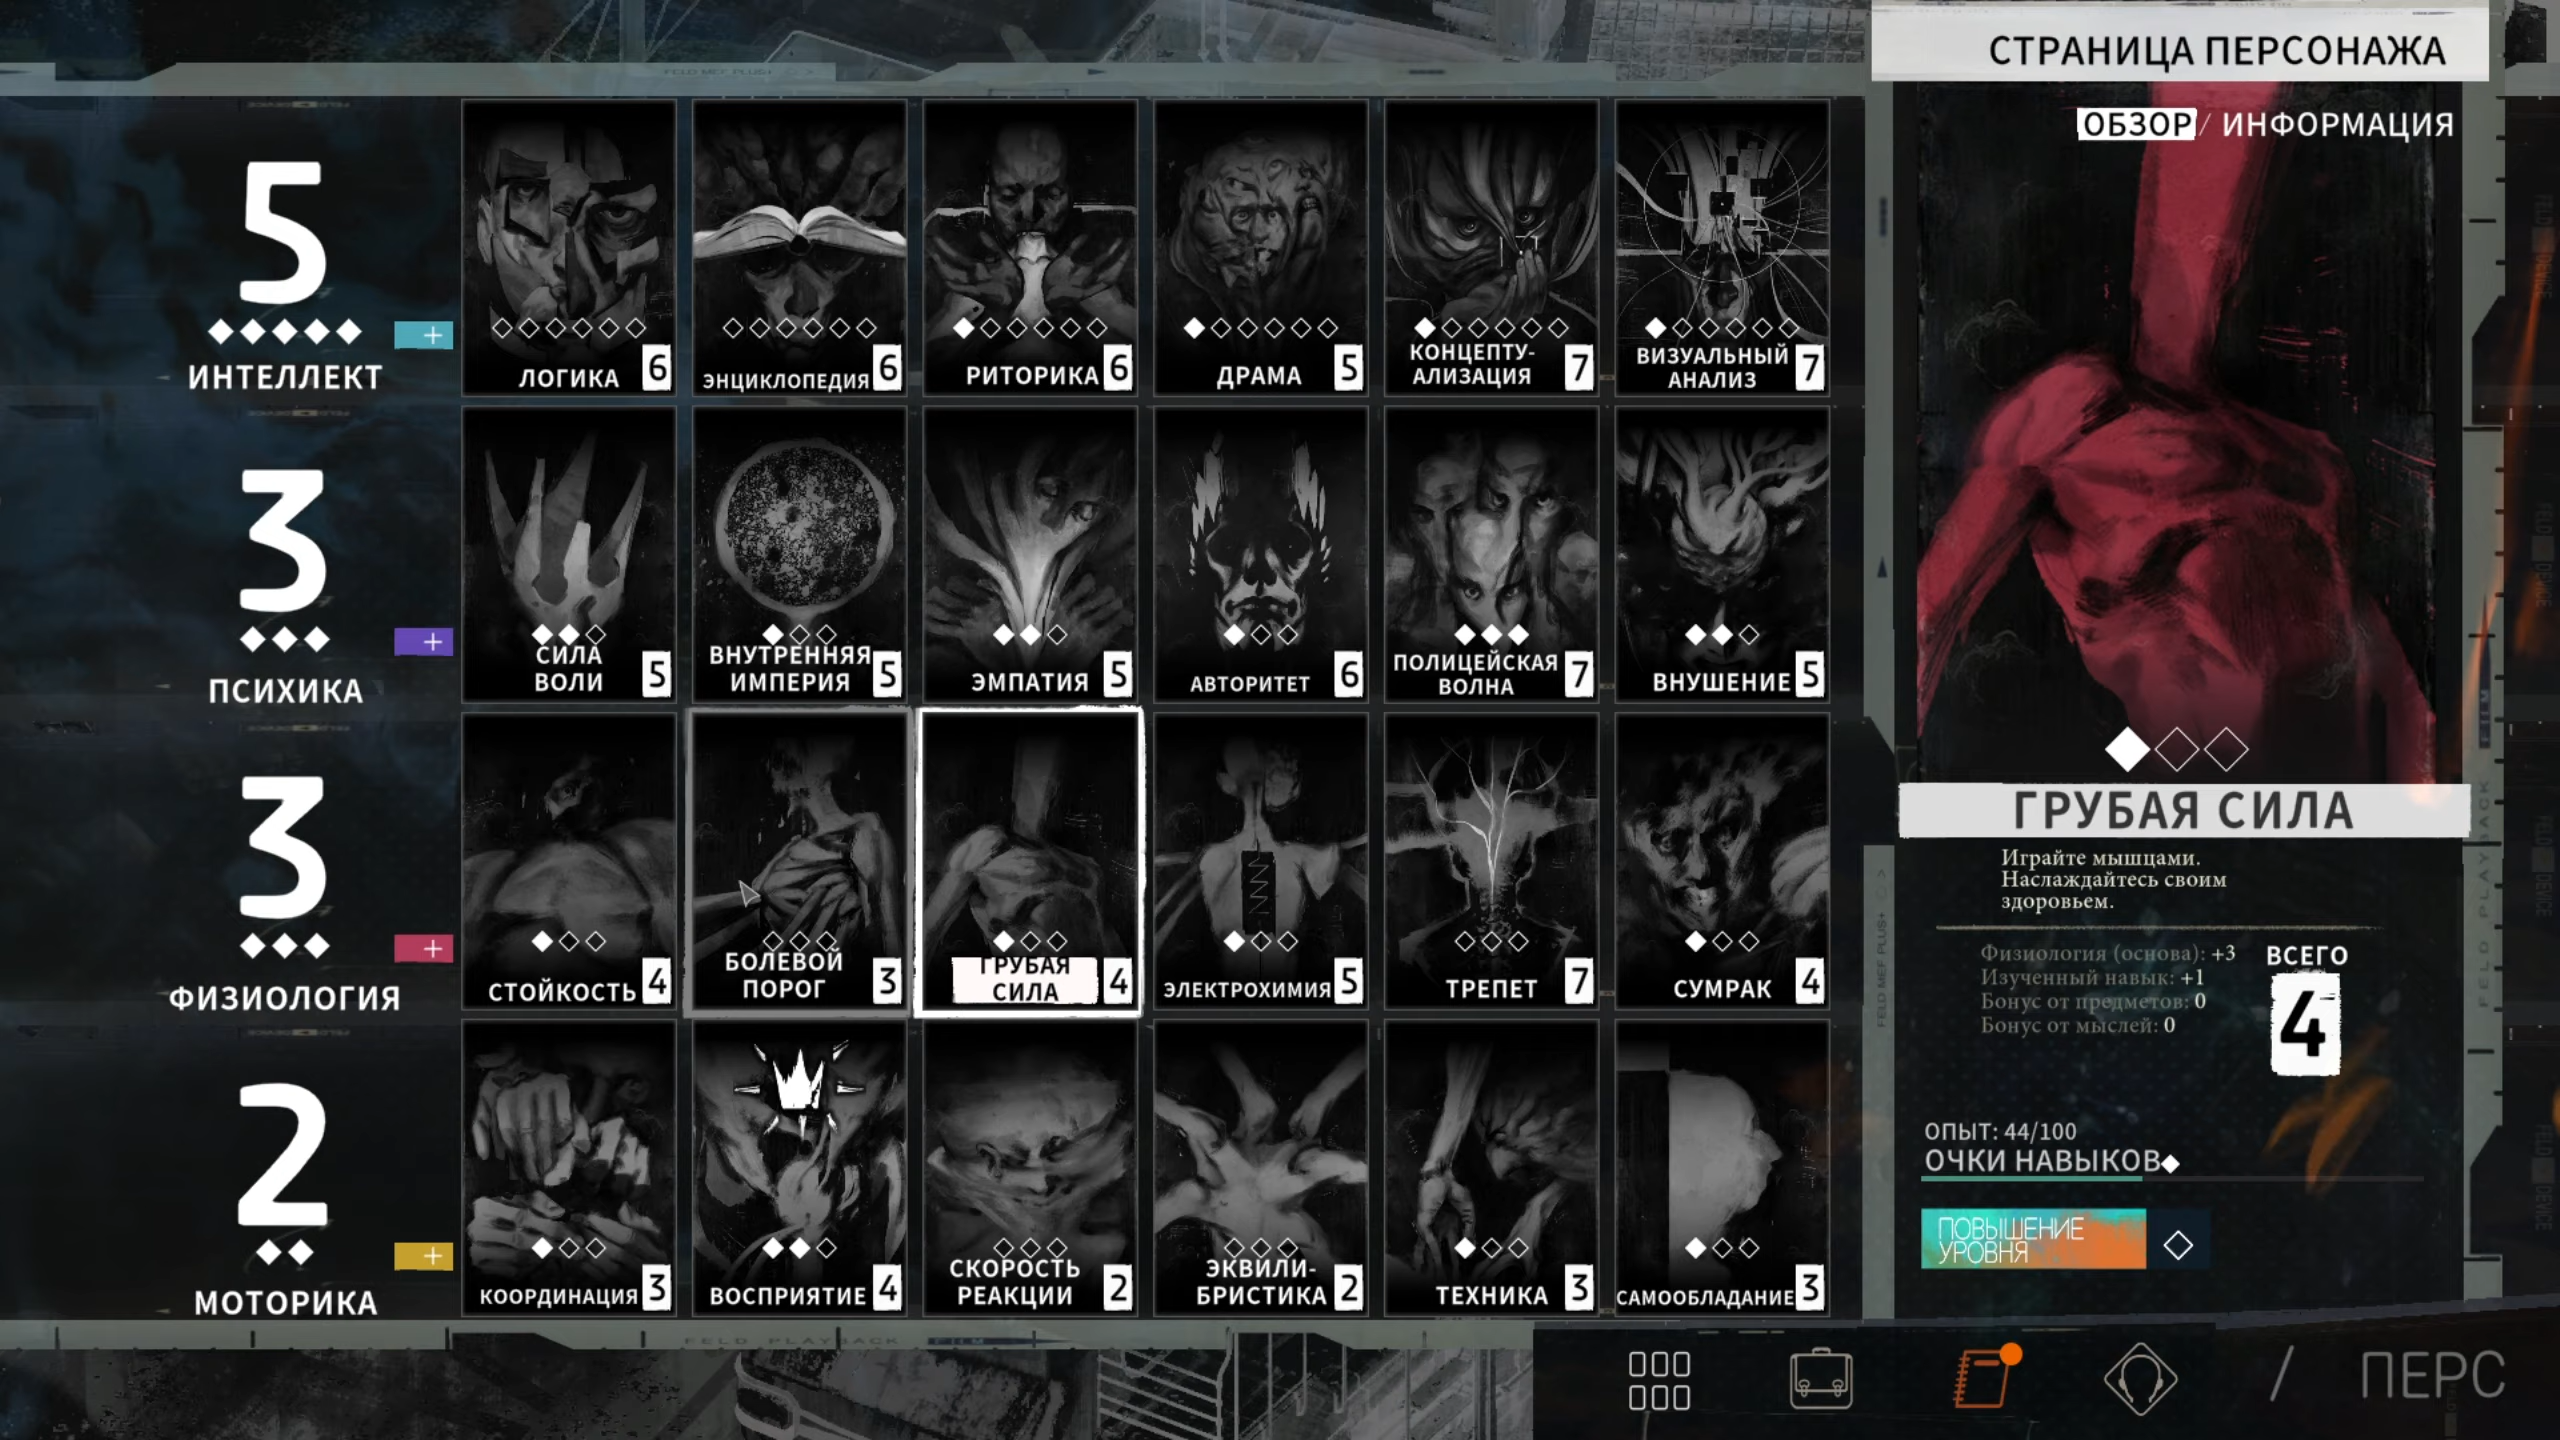 СТРАНИЦА ПЕРСОНАЖА
ОБЗОР / ИНФОРМАЦИЯ
5
ИНТЕЛЛЕКТ
+
ЛОГИКА 6
ЭНЦИКЛОПЕДИЯ 6
РИТОРИКА 6
ДРАМА 5
КОНЦЕПТУ-
АЛИЗАЦИЯ 7
ВИЗУАЛЬНЫЙ
АНАЛИЗ 7
3
ПСИХИКА
+
СИЛА
ВОЛИ 5
ВНУТРЕННЯЯ
ИМПЕРИЯ 5
ЭМПАТИЯ 5
АВТОРИТЕТ 6
ПОЛИЦЕЙСКАЯ
ВОЛНА 7
ВНУШЕНИЕ 5
3
ФИЗИОЛОГИЯ
+
СТОЙКОСТЬ 4
БОЛЕВОЙ
ПОРОГ 3
ГРУБАЯ
СИЛА 4
ЭЛЕКТРОХИМИЯ 5
ТРЕПЕТ 7
СУМРАК 4
2
МОТОРИКА
+
КООРДИНАЦИЯ 3
ВОСПРИЯТИЕ 4
СКОРОСТЬ
РЕАКЦИИ 2
ЭКВИЛИ-
БРИСТИКА 2
ТЕХНИКА 3
САМООБЛАДАНИЕ 3
ГРУБАЯ СИЛА
Играйте мышцами.
Наслаждайтесь своим
здоровьем.
Физиология (основа): +3
Изученный навык: +1
Бонус от предметов: 0
Бонус от мыслей: 0
ВСЕГО
4
ОПЫТ: 44/100
ОЧКИ НАВЫКОВ
ПОВЫШЕНИЕ
УРОВНЯ
FELD PLAYBACK
/ ПЕРС